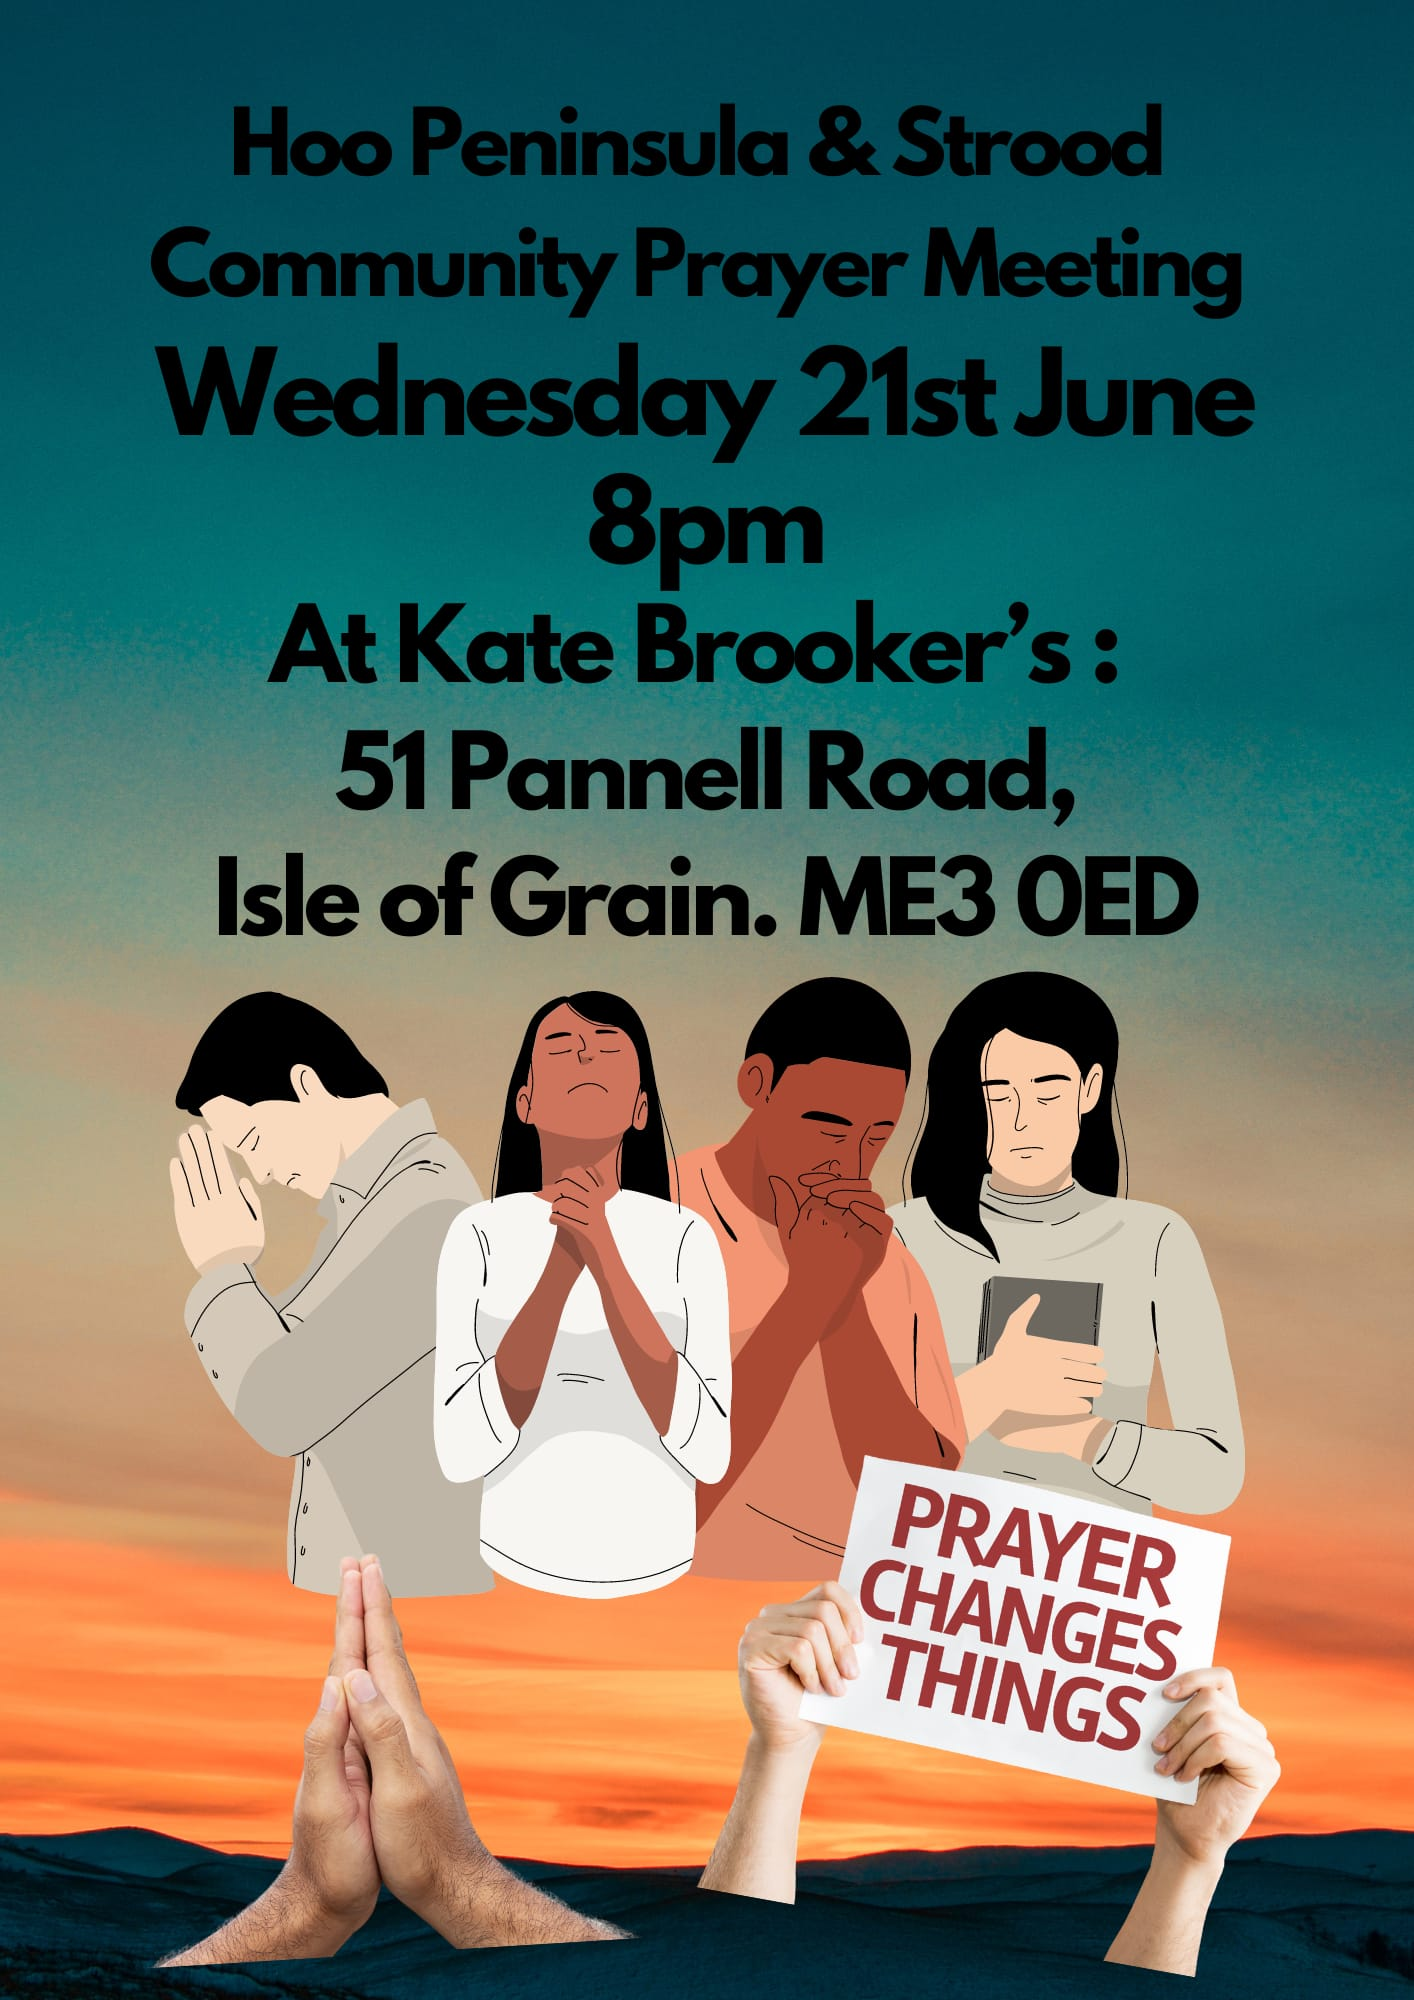 Hoo Peninsula & Strood
Community Prayer Meeting
Wednesday 21st June
8pm
At Kate Brooker’s :
51 Pannell Road,
Isle of Grain. ME3 0ED
PRAYER
CHANGES
THINGS